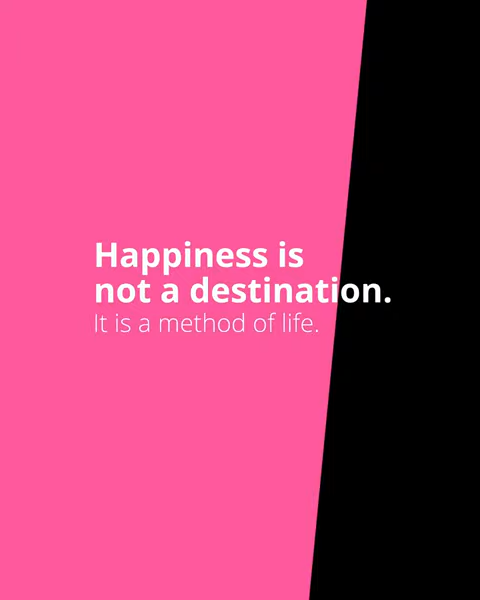 Happiness is
not a destination.
It is a method of life.